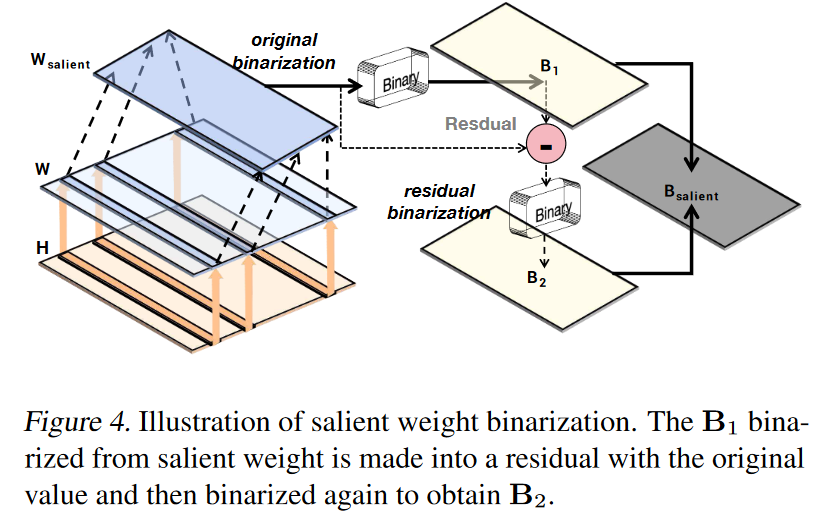 W salient
original
binarization
Binary
B1
Resdual
-
W
residual
binarization
Binary
Bsalient
H
B2
Figure 4. Illustration of salient weight binarization. The B₁ bina-
rized from salient weight is made into a residual with the original
value and then binarized again to obtain B₂.